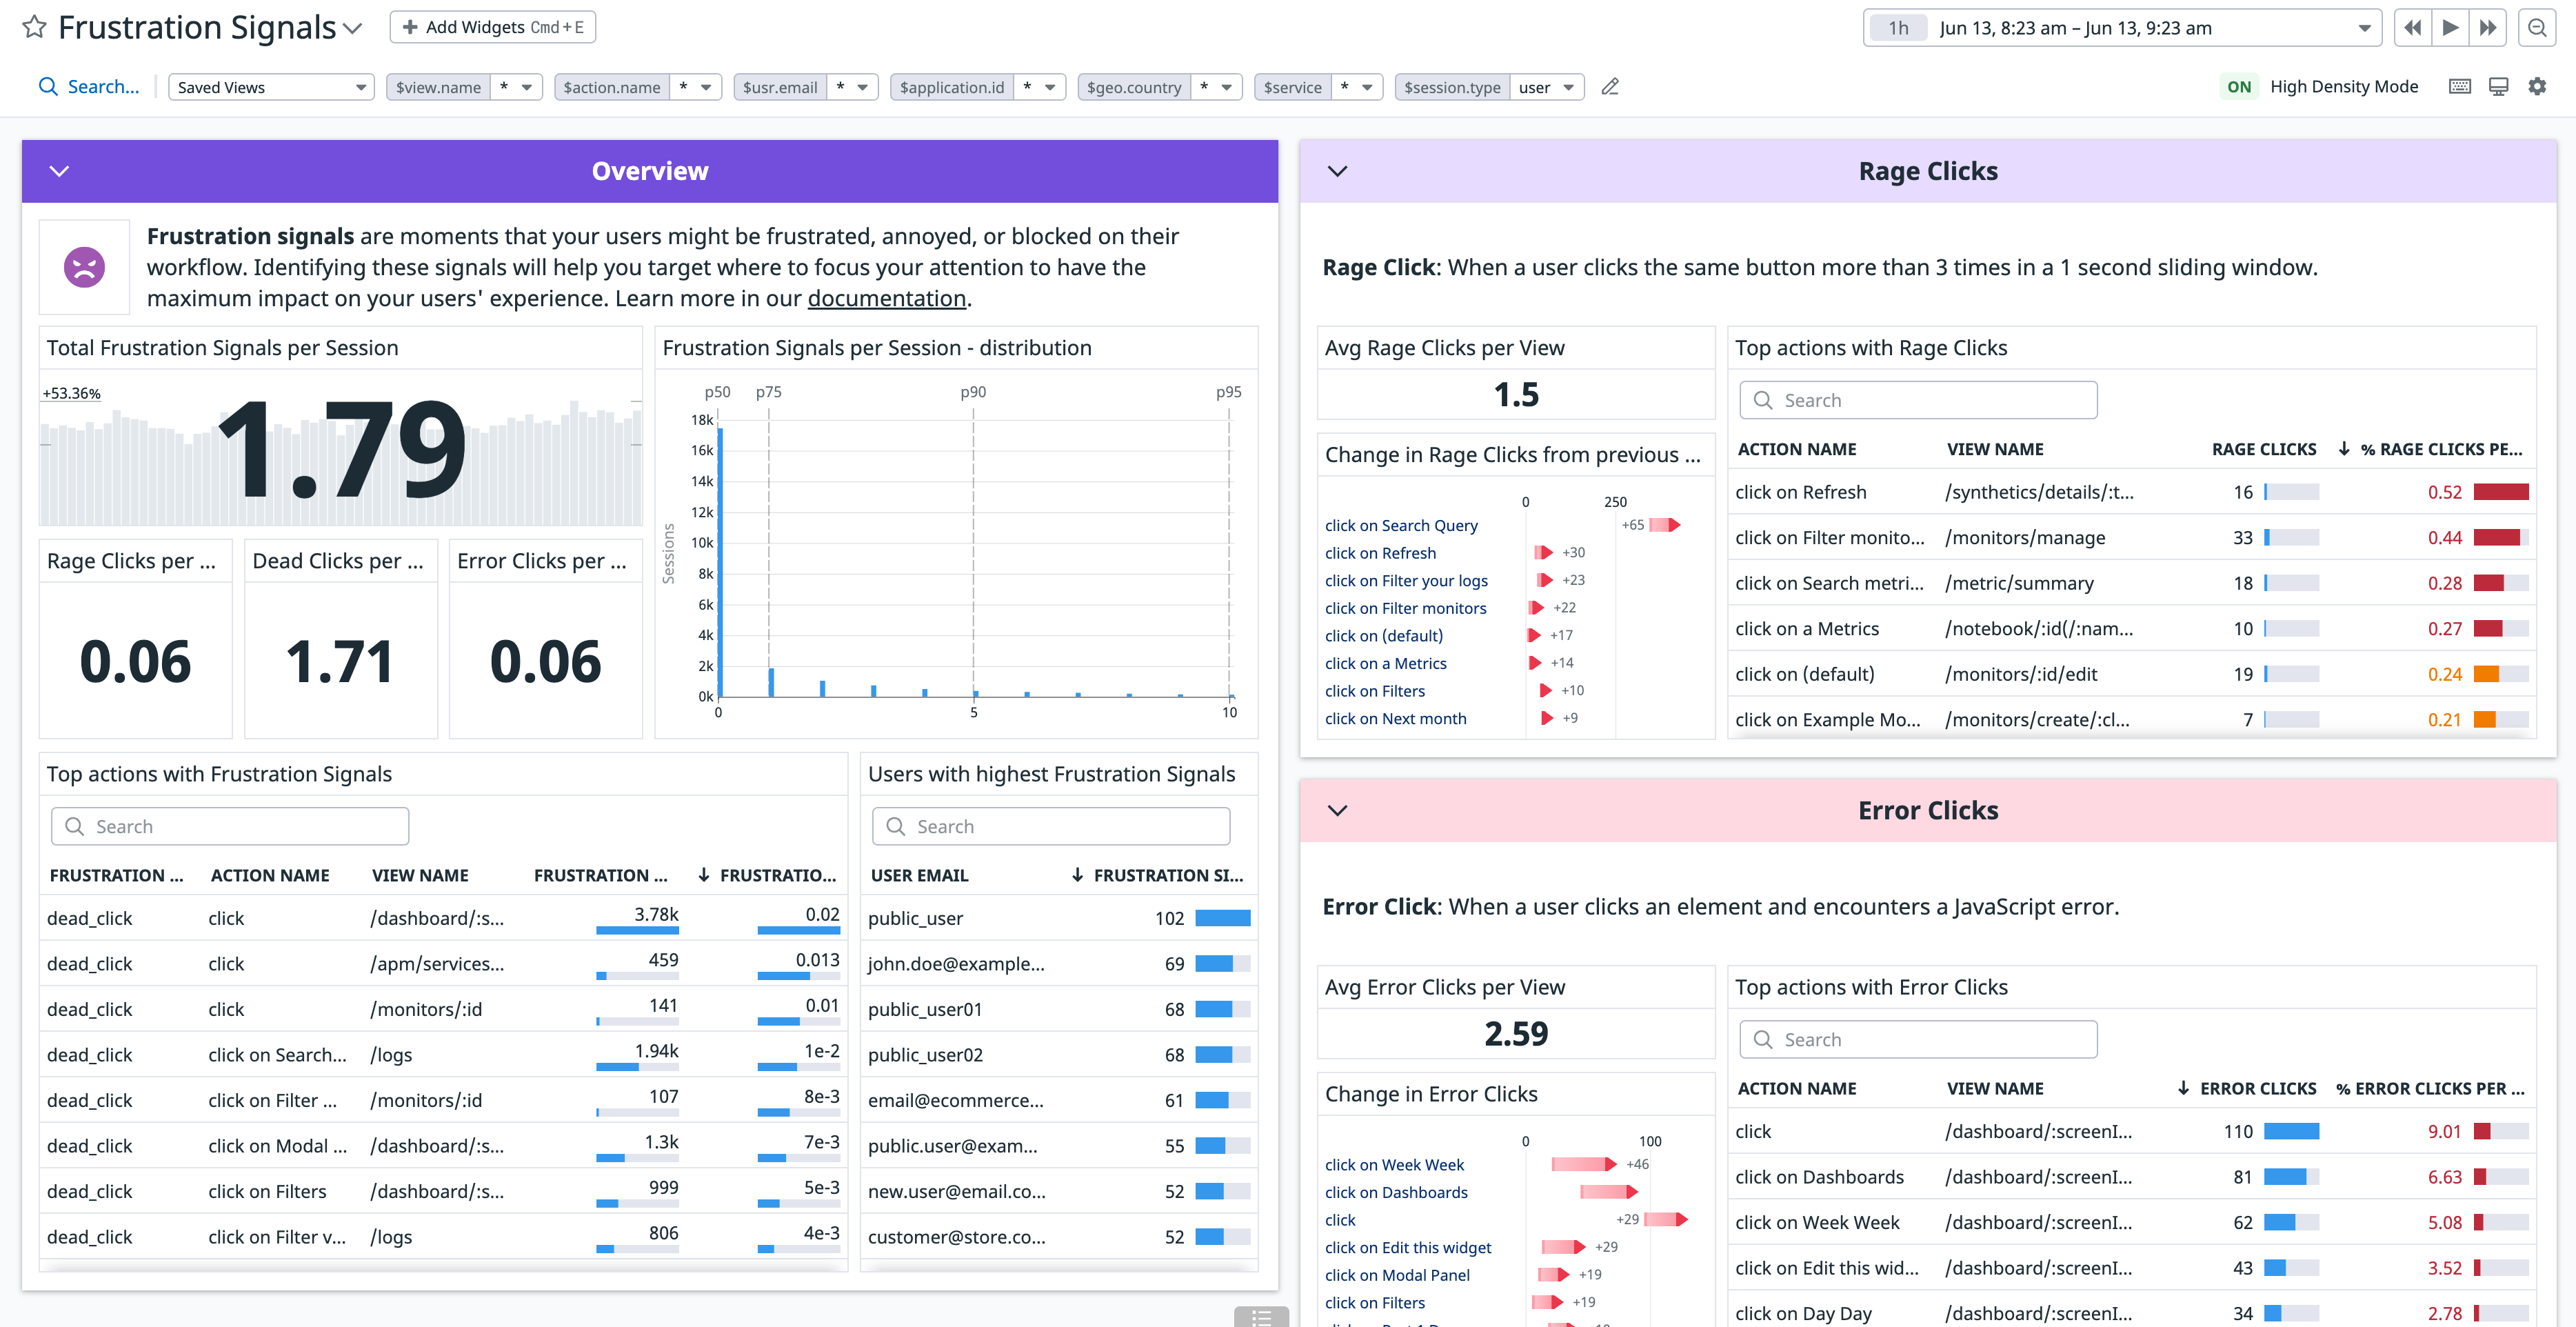 Frustration Signals
Add Widgets Cmd+E
1h Jun 13, 8:23 am – Jun 13, 9:23 am
Search...
Saved Views
$view.name *
$action.name *
$usr.email *
$application.id *
$geo.country *
$service *
$session.type user
ON High Density Mode
Overview
Frustration signals are moments that your users might be frustrated, annoyed, or blocked on their
workflow. Identifying these signals will help you target where to focus your attention to have the
maximum impact on your users' experience. Learn more in our documentation.
Total Frustration Signals per Session
+53.36%
1.79
Rage Clicks per ...
0.06
Dead Clicks per ...
1.71
Error Clicks per ...
0.06
Frustration Signals per Session - distribution
p50 p75 p90 p95
18k
16k
14k
12k
10k
8k
6k
4k
2k
0k
Sessions
0 5 10
Top actions with Frustration Signals
Search
FRUSTRATION ... ACTION NAME VIEW NAME FRUSTRATION ... ↓ FRUSTRATIO...
dead_click click /dashboard/:s... 3.78k 0.02
dead_click click /apm/services... 459 0.013
dead_click click /monitors/:id 141 0.01
dead_click click on Search... /logs 1.94k 1e-2
dead_click click on Filter ... /monitors/:id 107 8e-3
dead_click click on Modal ... /dashboard/:s... 1.3k 7e-3
dead_click click on Filters /dashboard/:s... 999 5e-3
dead_click click on Filter v... /logs 806 4e-3
Users with highest Frustration Signals
Search
USER EMAIL ↓ FRUSTRATION SI...
public_user 102
john.doe@example... 69
public_user01 68
public_user02 68
email@ecommerce... 61
public.user@exam... 55
new.user@email.co... 52
customer@store.co... 52
Rage Clicks
Rage Click: When a user clicks the same button more than 3 times in a 1 second sliding window.
Avg Rage Clicks per View
1.5
Change in Rage Clicks from previous ...
0 250
click on Search Query +65
click on Refresh +30
click on Filter your logs +23
click on Filter monitors +22
click on (default) +17
click on a Metrics +14
click on Filters +10
click on Next month +9
Top actions with Rage Clicks
Search
ACTION NAME VIEW NAME RAGE CLICKS ↓ % RAGE CLICKS PE...
click on Refresh /synthetics/details/:t... 16 0.52
click on Filter monito... /monitors/manage 33 0.44
click on Search metri... /metric/summary 18 0.28
click on a Metrics /notebook/:id(/:nam... 10 0.27
click on (default) /monitors/:id/edit 19 0.24
click on Example Mo... /monitors/create/:cl... 7 0.21
Error Clicks
Error Click: When a user clicks an element and encounters a JavaScript error.
Avg Error Clicks per View
2.59
Change in Error Clicks
0 100
click on Week Week +46
click on Dashboards
click +29
click on Edit this widget +29
click on Modal Panel +19
click on Filters +19
Top actions with Error Clicks
Search
ACTION NAME VIEW NAME ↓ ERROR CLICKS % ERROR CLICKS PER ...
click /dashboard/:screenI... 110 9.01
click on Dashboards /dashboard/:screenI... 81 6.63
click on Week Week /dashboard/:screenI... 62 5.08
click on Edit this wid... /dashboard/:screenI... 43 3.52
click on Day Day /dashboard/:screenI... 34 2.78